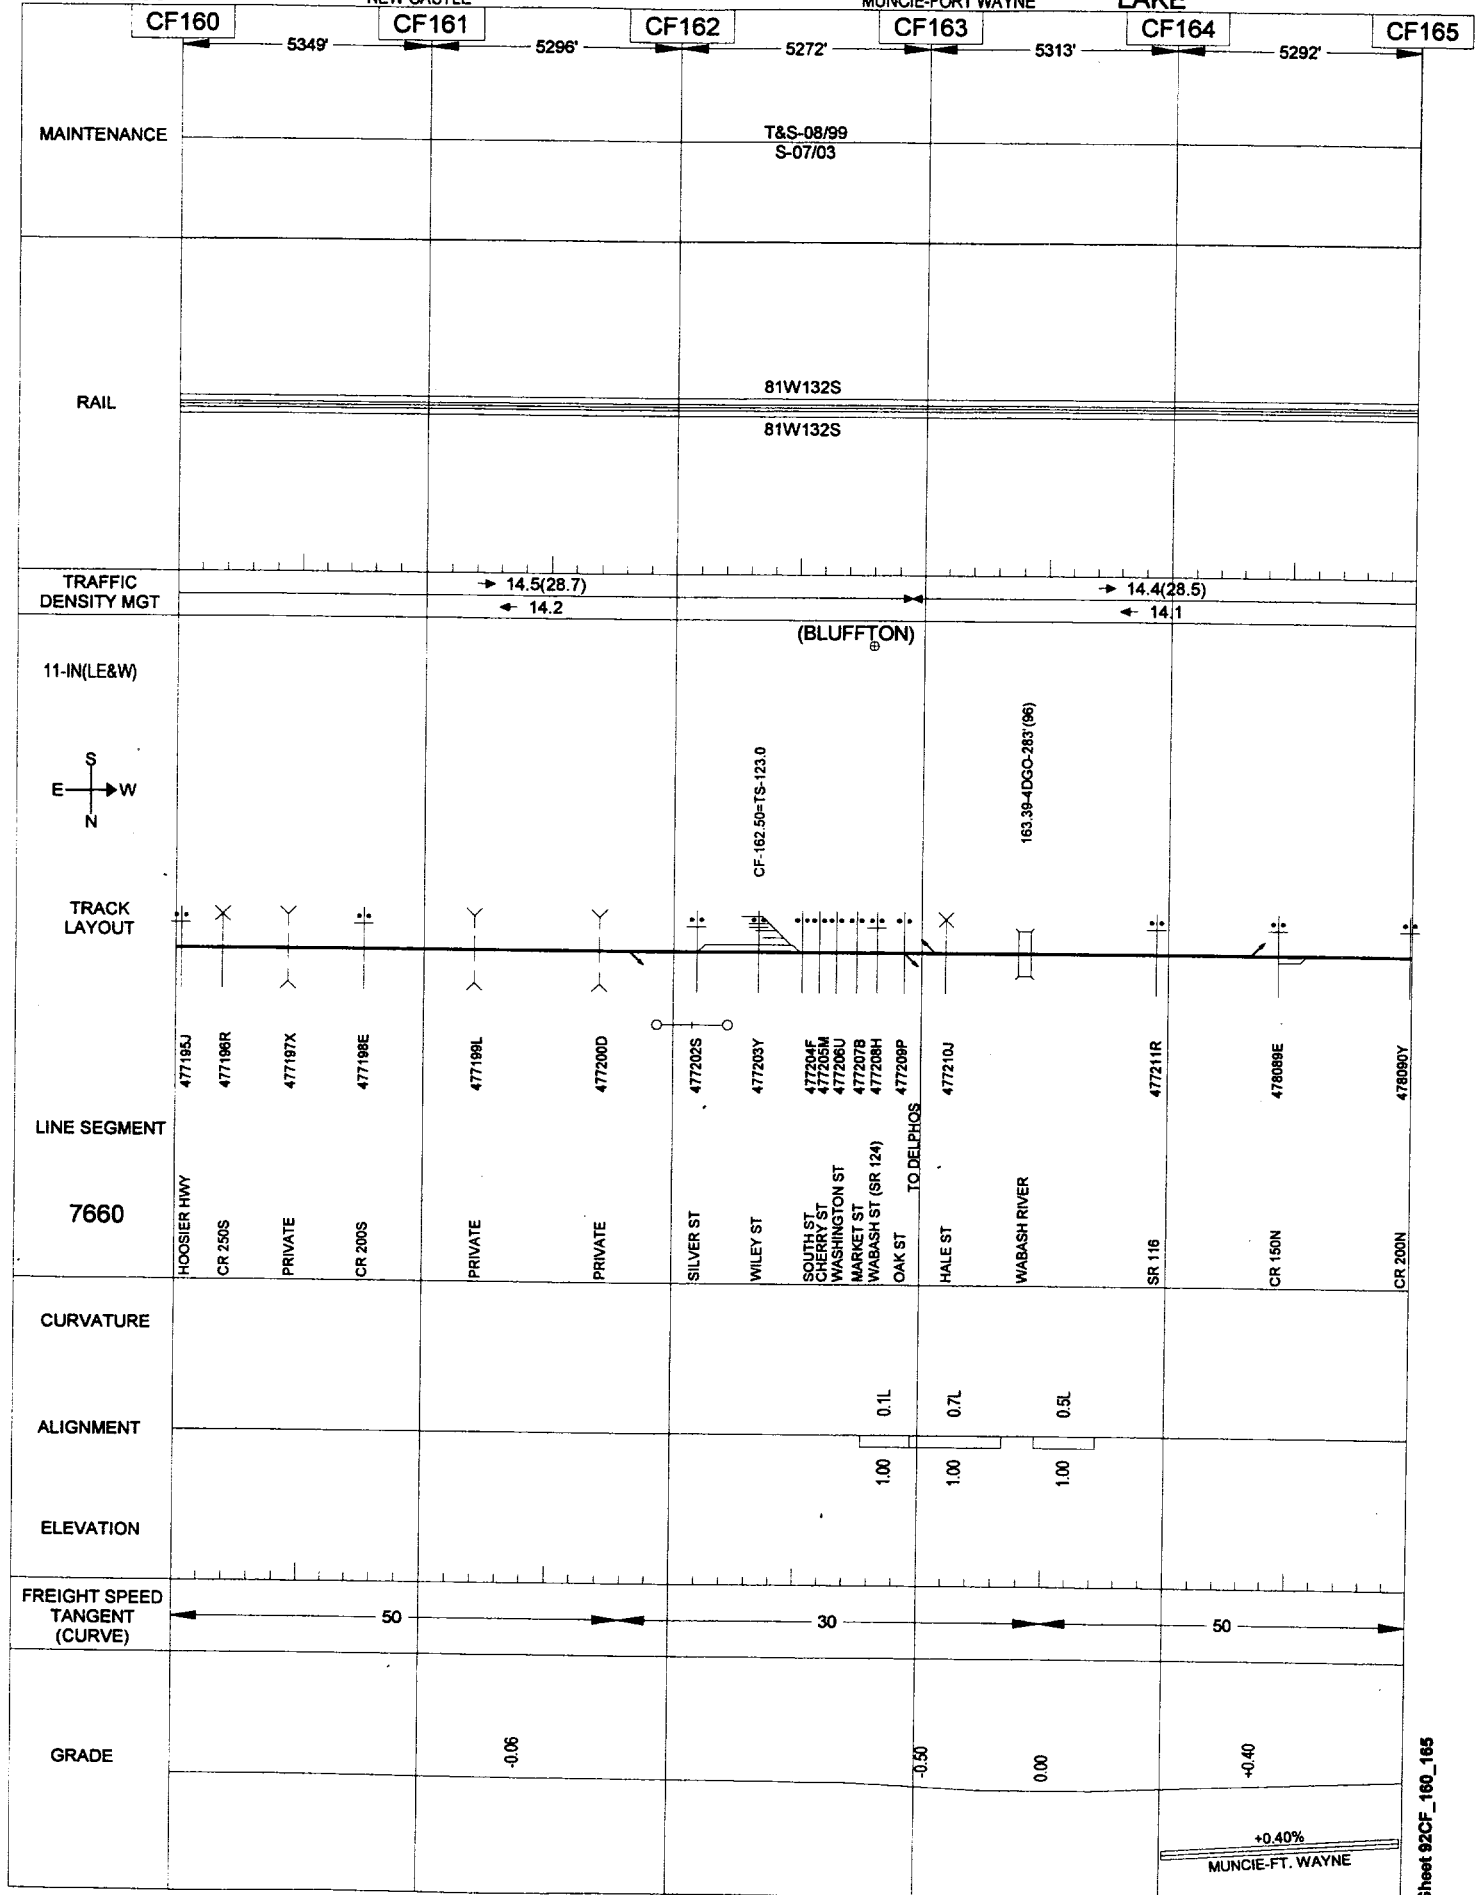 NEW CASTLE
MUNCIE-FORT WAYNE
LAKE
CF160
CF161
CF162
CF163
CF164
CF165
5349'
5296'
5272'
5313'
5292'
MAINTENANCE
T&S-08/99
S-07/03
RAIL
81W132S
81W132S
TRAFFIC
DENSITY MGT
14.5(28.7)
14.2
14.4(28.5)
14.1
(BLUFFTON)
11-IN(LE&W)
S
E W
N
CF-162.50=TS-123.0
163.39-4DGO-283'(96)
TRACK
LAYOUT
477195J
477196R
477197X
477198E
477199L
477200D
477202S
477203Y
477204F
477205M
477206U
477207B
477208H
477209P
477210J
477211R
478089E
478090Y
LINE SEGMENT
7660
HOOSIER HWY
CR 250S
PRIVATE
CR 200S
PRIVATE
PRIVATE
SILVER ST
WILEY ST
SOUTH ST
CHERRY ST
WASHINGTON ST
MARKET ST
WABASH ST (SR 124)
OAK ST
TO DELPHOS
HALE ST
WABASH RIVER
SR 116
CR 150N
CR 200N
CURVATURE
0.1L
0.7L
0.5L
ALIGNMENT
1.00
1.00
1.00
ELEVATION
FREIGHT SPEED
TANGENT
(CURVE)
50
30
50
GRADE
-0.06
-0.50
0.00
+0.40
+0.40%
MUNCIE-FT. WAYNE
Sheet 92CF_160_165